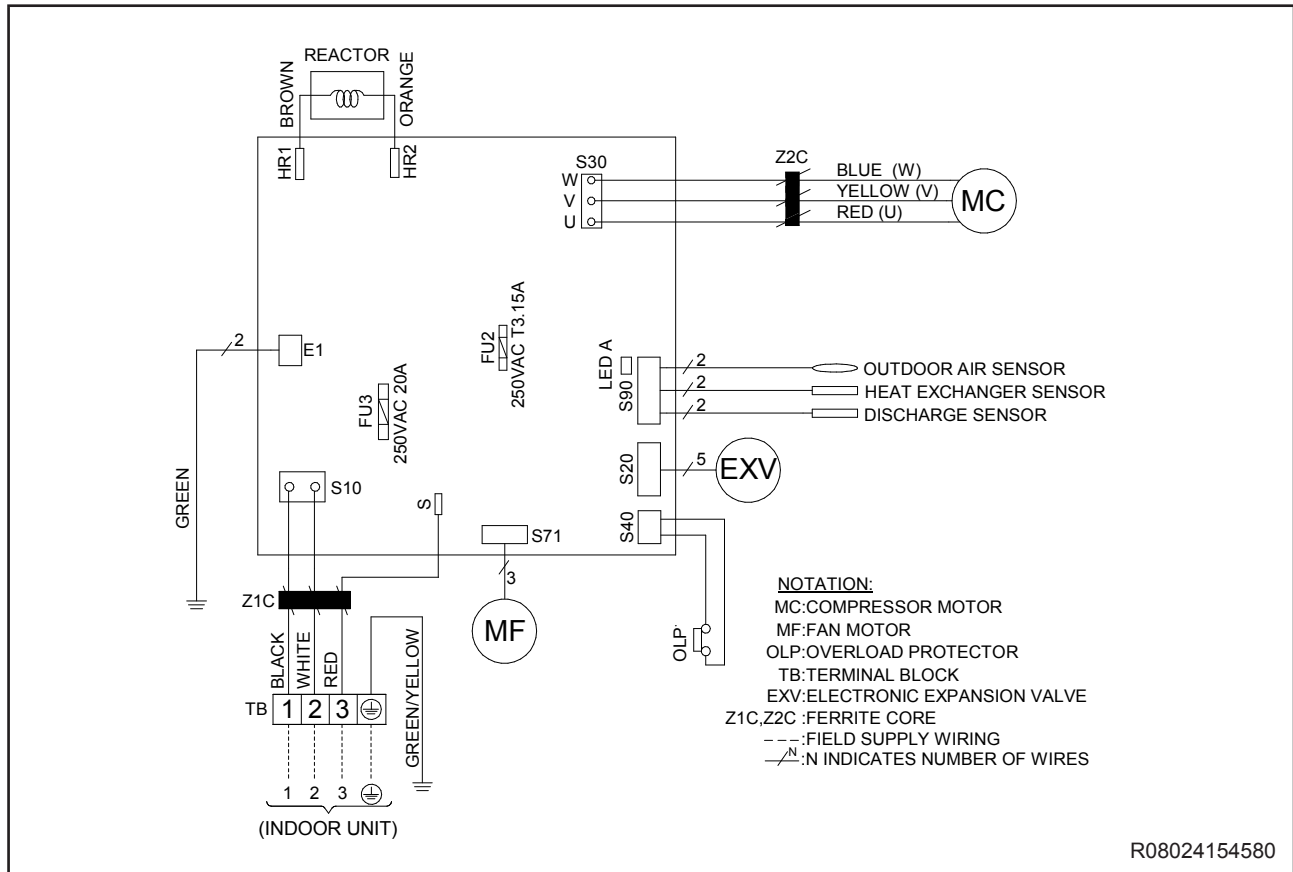 REACTOR
BROWN
ORANGE
HR1
HR2
S30
W
V
U
Z2C
BLUE (W)
YELLOW (V)
RED (U)
MC
2
E1
GREEN
FU3
250VAC 20A
FU2
250VAC T3.15A
LED A
S90
2
OUTDOOR AIR SENSOR
2
HEAT EXCHANGER SENSOR
2
DISCHARGE SENSOR
S20
5
EXV
S40
OLP
S10
S
S71
3
MF
Z1C
BLACK
WHITE
RED
GREEN/YELLOW
TB 1 2 3
1 2 3
(INDOOR UNIT)
NOTATION:
MC:COMPRESSOR MOTOR
MF:FAN MOTOR
OLP:OVERLOAD PROTECTOR
TB:TERMINAL BLOCK
EXV:ELECTRONIC EXPANSION VALVE
Z1C,Z2C :FERRITE CORE
---:FIELD SUPPLY WIRING
N :N INDICATES NUMBER OF WIRES
R08024154580